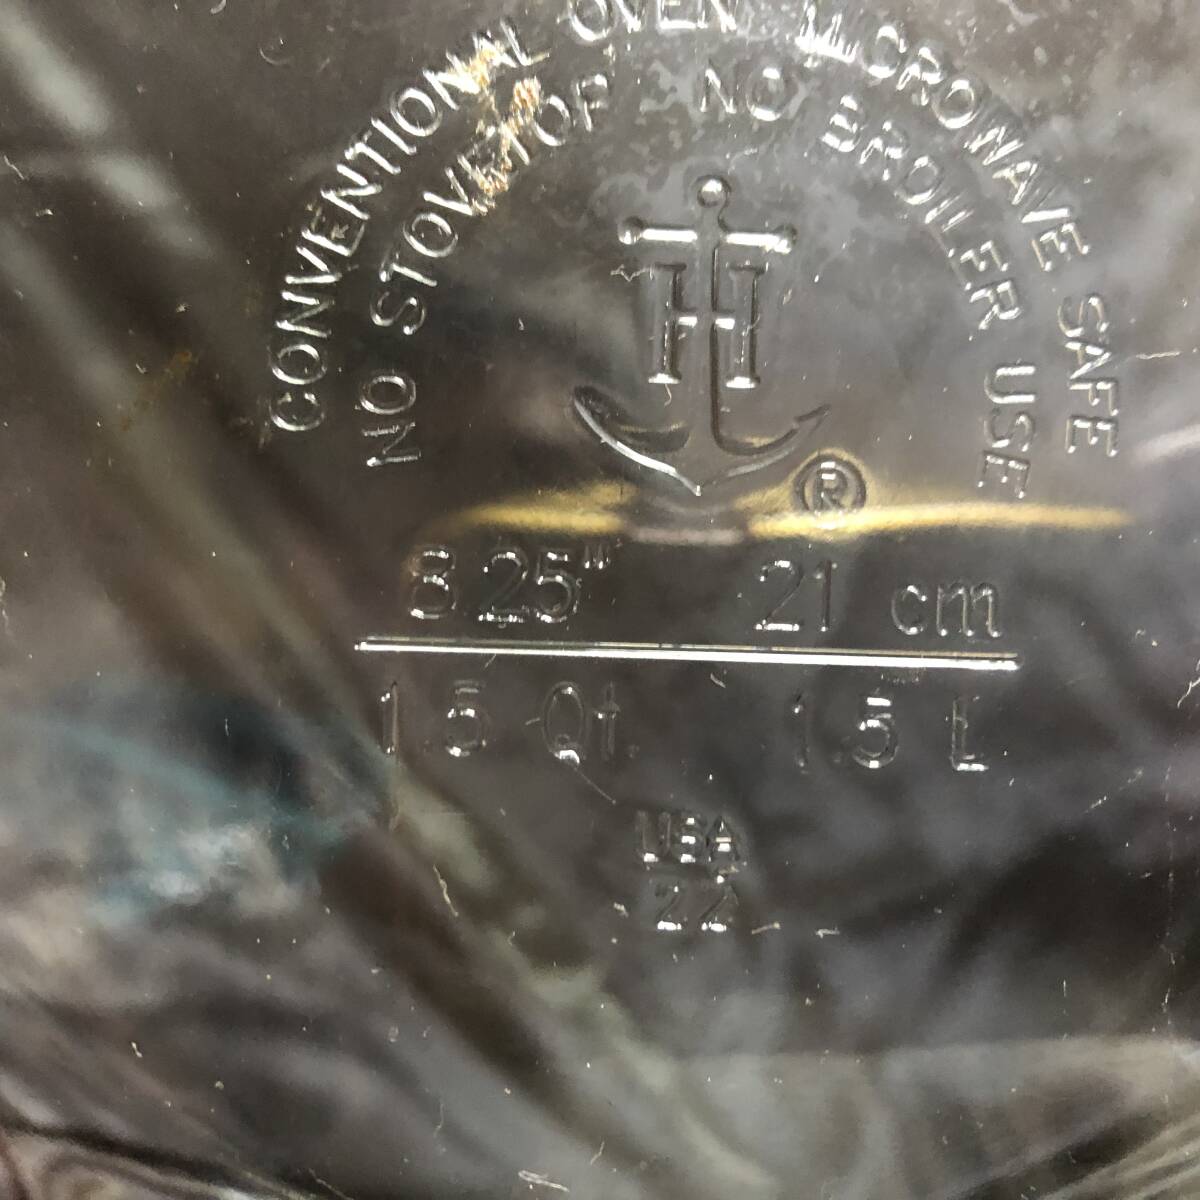 CONVENTIONAL OVEN MICROWAVE SAFE
NO STOVETOP NO BROILER USE
H
®
8.25" 21 cm
1.5 Qt. 1.5 L
USA
22